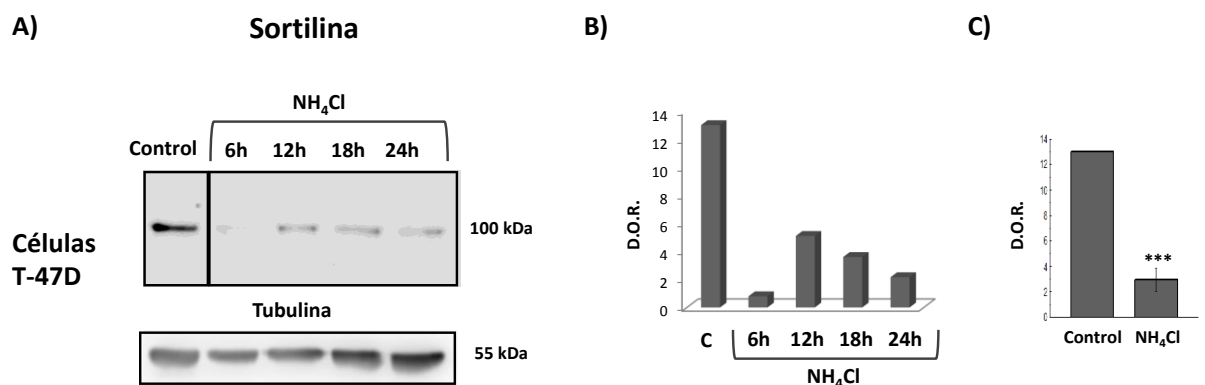 A)
Sortilina
NH₄Cl
Control 6h 12h 18h 24h
100 kDa
Células
T-47D
Tubulina
55 kDa
B)
D.O.R.
14
12
10
8
6
4
2
0
C 6h 12h 18h 24h
NH₄Cl
C)
D.O.R.
14
12
10
8
6
4
2
0
***
Control NH₄Cl